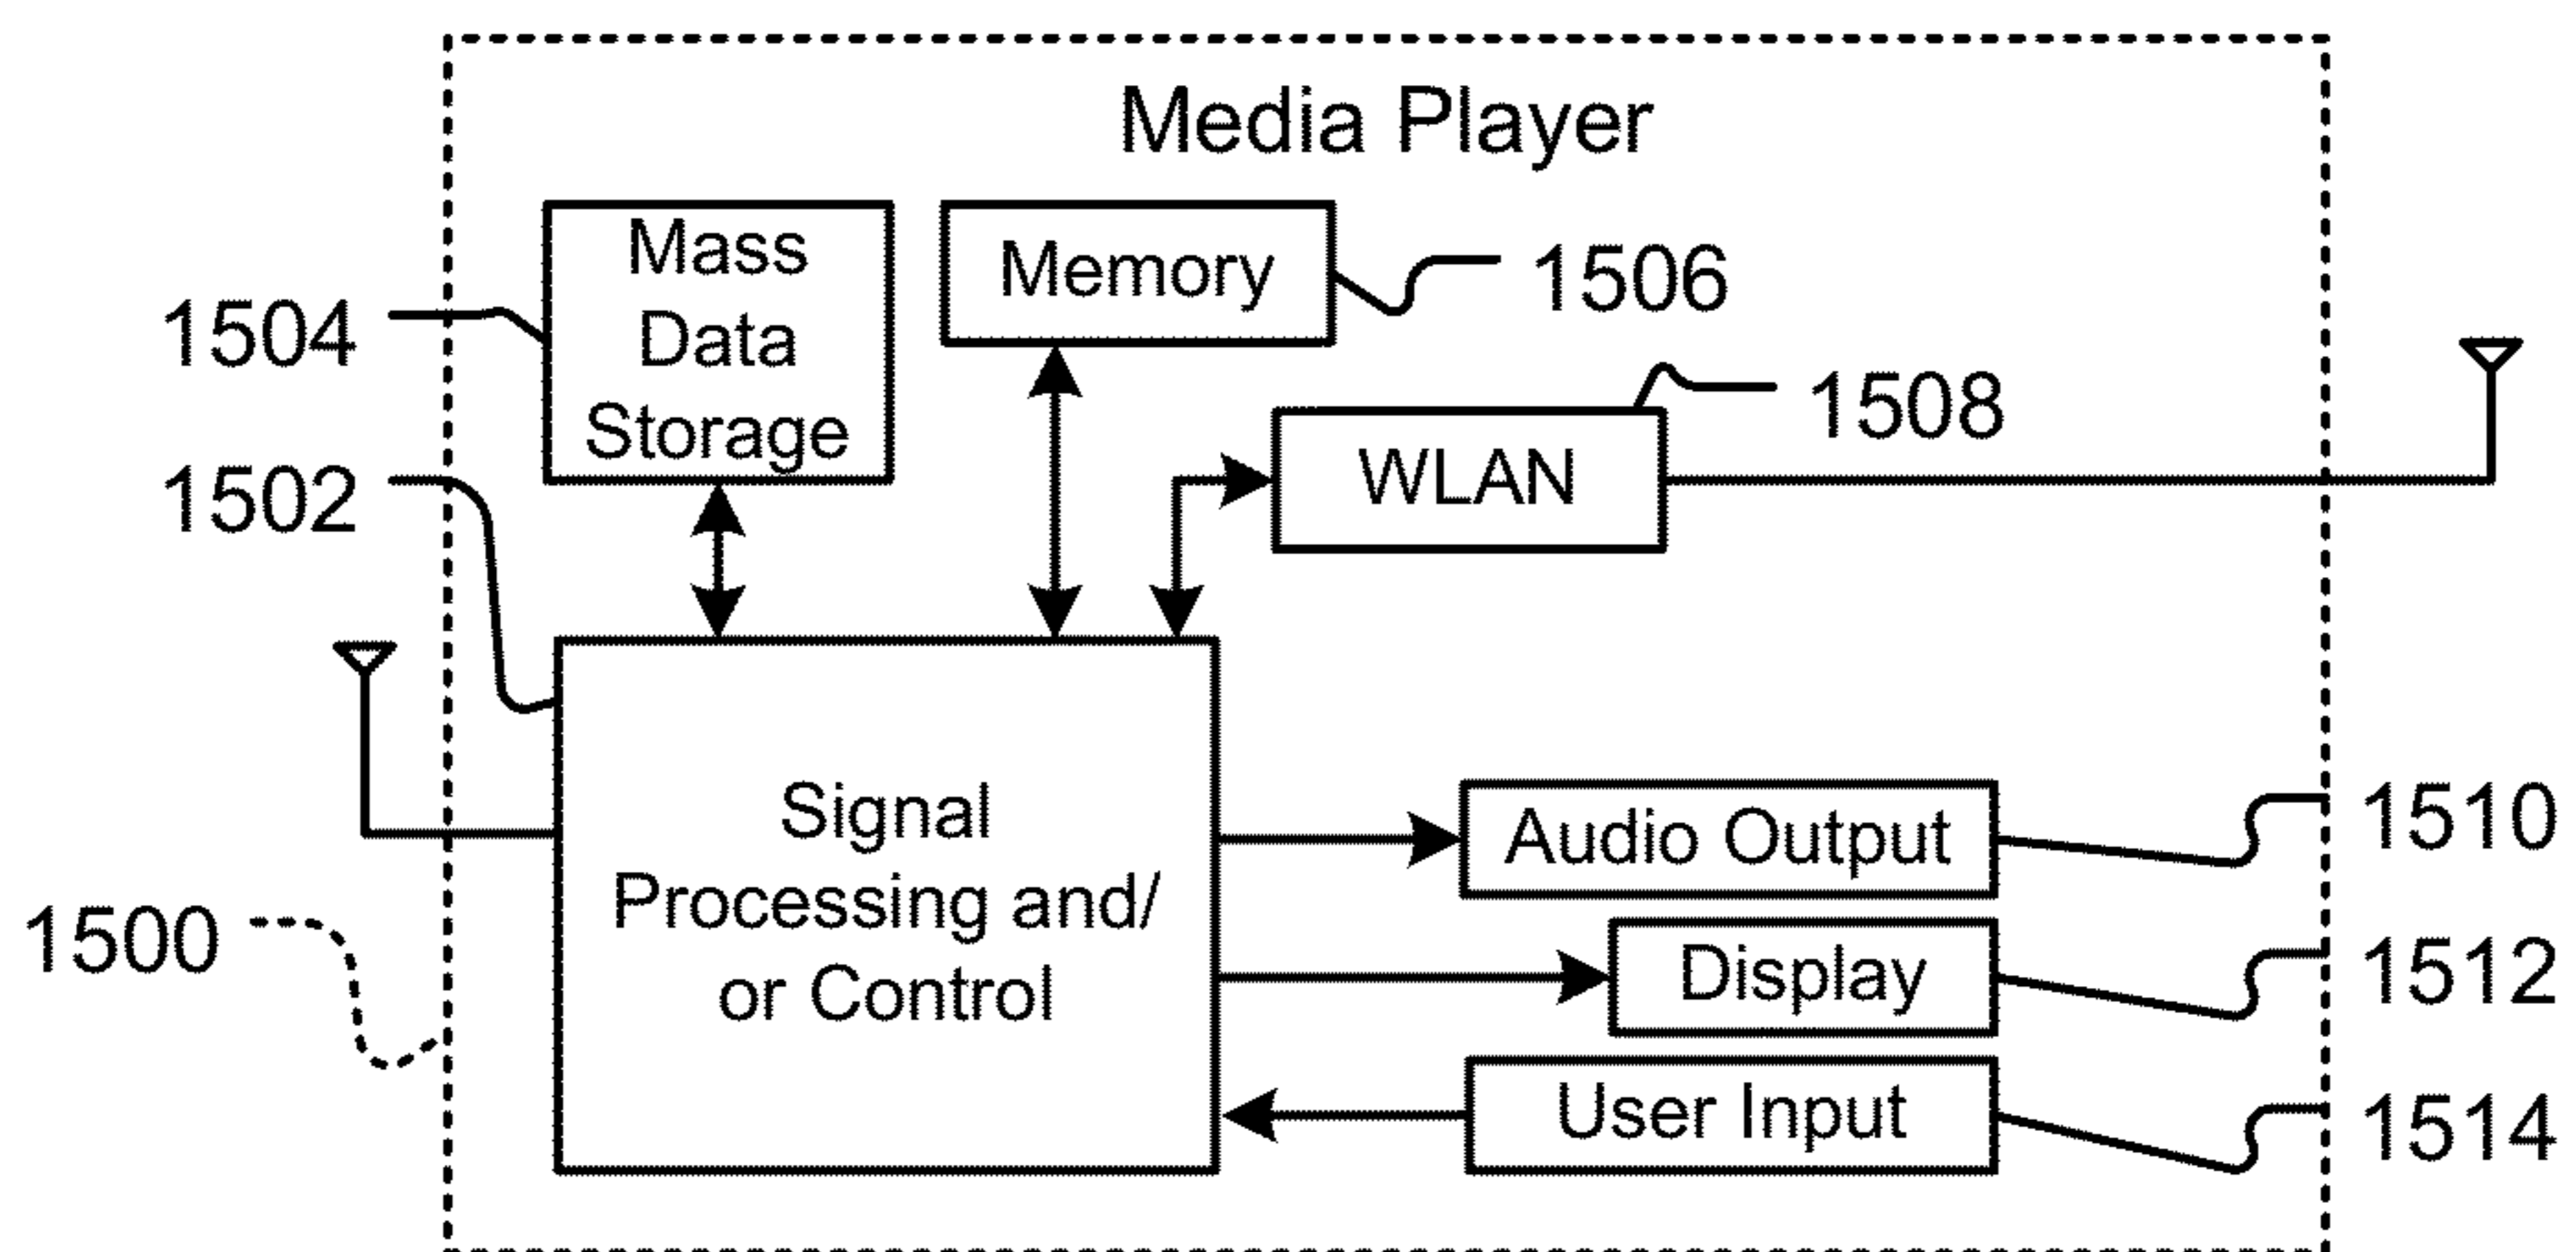 Media Player
Mass
Data
Storage
Memory
1506
1504
1508
WLAN
1502
Signal
Processing and/
or Control
Audio Output
1510
1500
Display
1512
User Input
1514